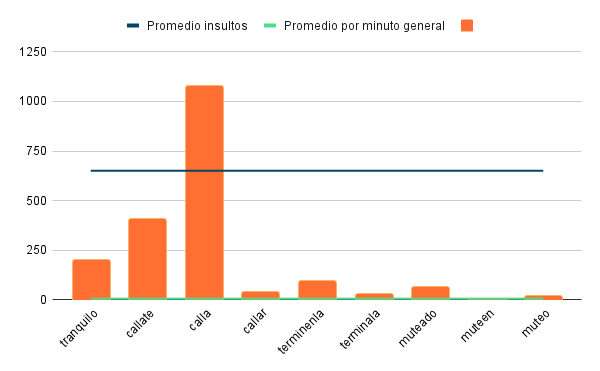 Promedio insultos
Promedio por minuto general
1250
1000
750
500
250
0
tranquilo
callate
calla
callar
terminenla
terminala
muteado
muteen
muteo